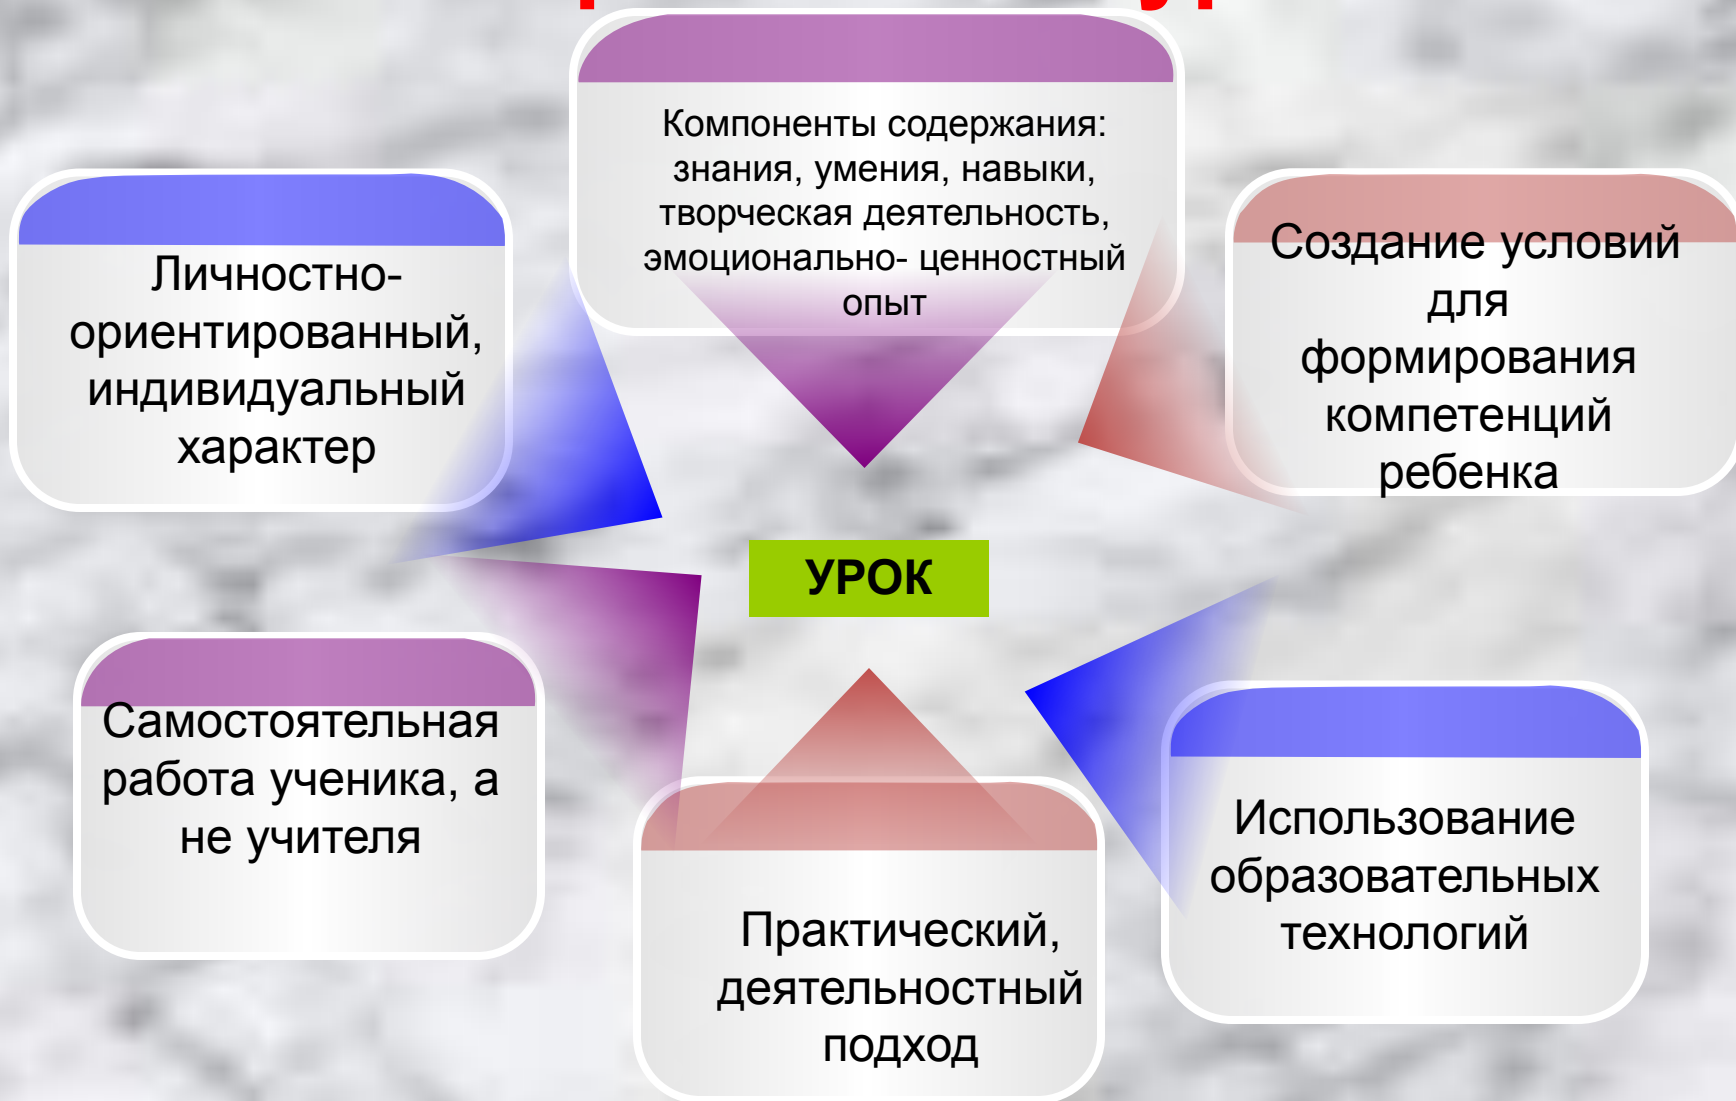 Компоненты содержания:
знания, умения, навыки,
творческая деятельность,
эмоционально- ценностный
опыт
Личностно-
ориентированный,
индивидуальный
характер
Создание условий
для
формирования
компетенций
ребенка
УРОК
Самостоятельная
работа ученика, а
не учителя
Практический,
деятельностный
подход
Использование
образовательных
технологий